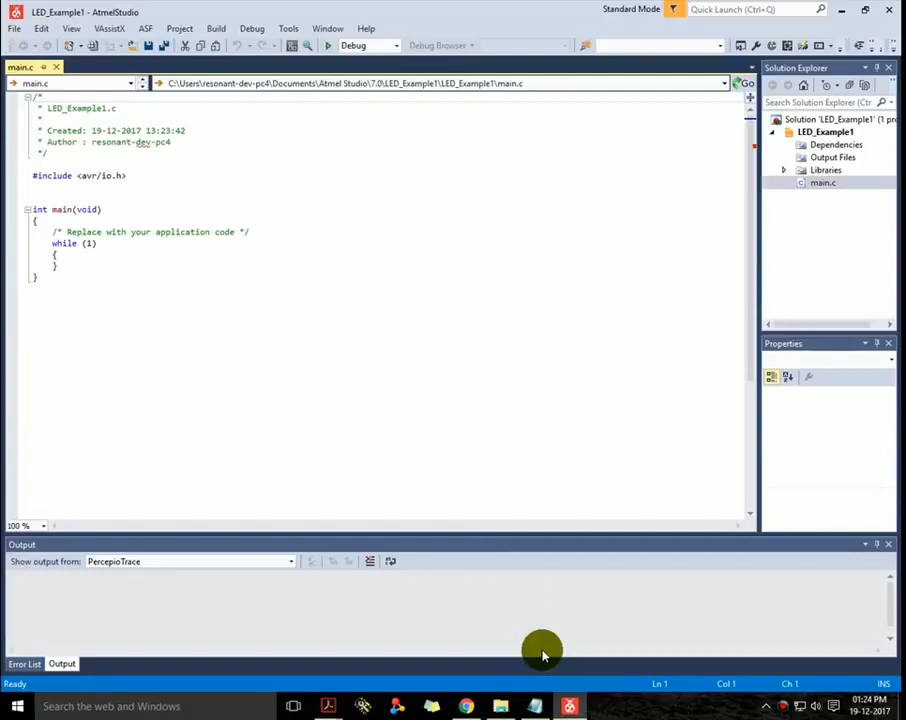 LED_Example1 - AtmelStudio
Standard Mode
Quick Launch (Ctrl+Q)
File Edit View VAssistX ASF Project Build Debug Tools Window Help
Debug
Debug Browser
main.c
main.c
C:\Users\resonant-dev-pc4\Documents\Atmel Studio\7.0\LED_Example1\LED_Example1\main.c
Go
/*
* LED_Example1.c
*
* Created: 19-12-2017 13:23:42
* Author : resonant-dev-pc4
*/
#include <avr/io.h>
int main(void)
{
/* Replace with your application code */
while (1)
{
}
}
100 %
Solution Explorer
Search Solution Explorer (Ctrl+
Solution 'LED_Example1' (1 pro
LED_Example1
Dependencies
Output Files
Libraries
main.c
Properties
Output
Show output from: PercepioTrace
Error List Output
Ready
Ln 1
Col 1
Ch 1
INS
Search the web and Windows
01:24 PM
19-12-2017